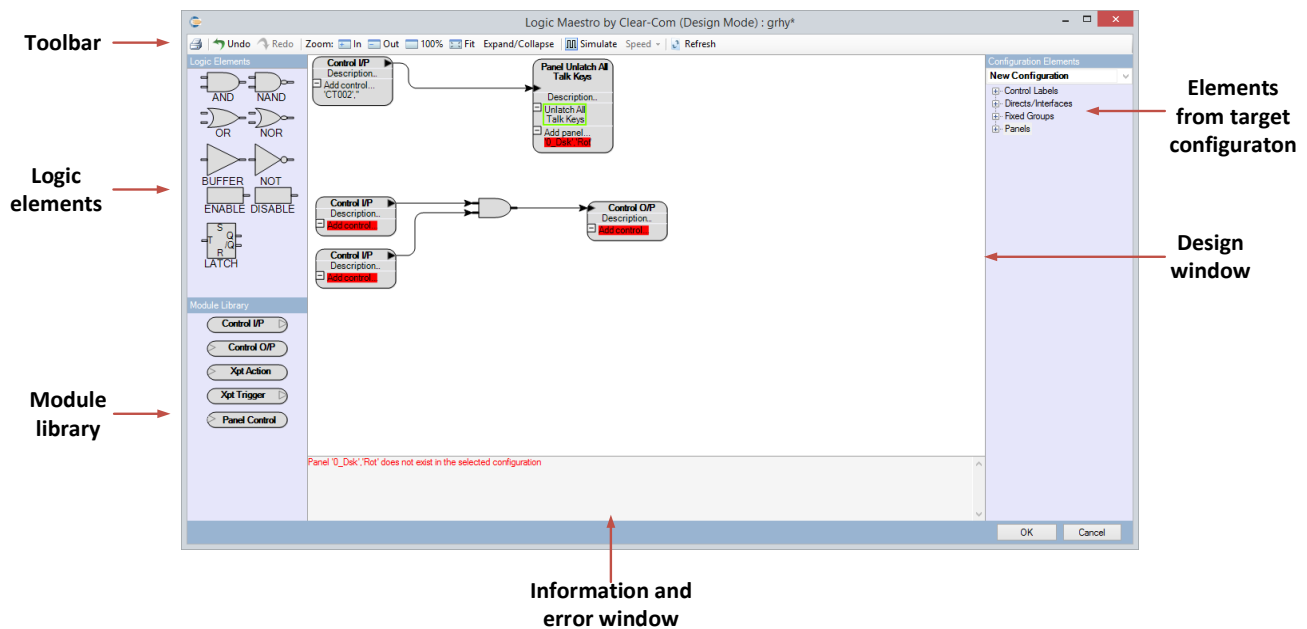 Logic Maestro by Clear-Com (Design Mode) : grhy*
Toolbar
Undo Redo Zoom: In Out 100% Fit Expand/Collapse Simulate Speed Refresh
Logic Elements
AND NAND
OR NOR
BUFFER NOT
ENABLE DISABLE
S
T Q
/Q
R
LATCH
Logic
elements
Module Library
Control I/P
Control O/P
Xpt Action
Xpt Trigger
Panel Control
Module
library
Control I/P
Description..
Add control...
'CT002',''
Panel Unlatch All
Talk Keys
Description..
Unlatch All
Talk Keys
Add panel...
'0_Dsk','Rot'
Control I/P
Description..
Add control...
Control I/P
Description..
Add control...
Control O/P
Description..
Add control...
Configuration Elements
New Configuration
Control Labels
Directs/Interfaces
Fixed Groups
Panels
Elements
from target
configuraton
Design
window
Panel '0_Dsk','Rot' does not exist in the selected configuration
OK Cancel
Information and
error window